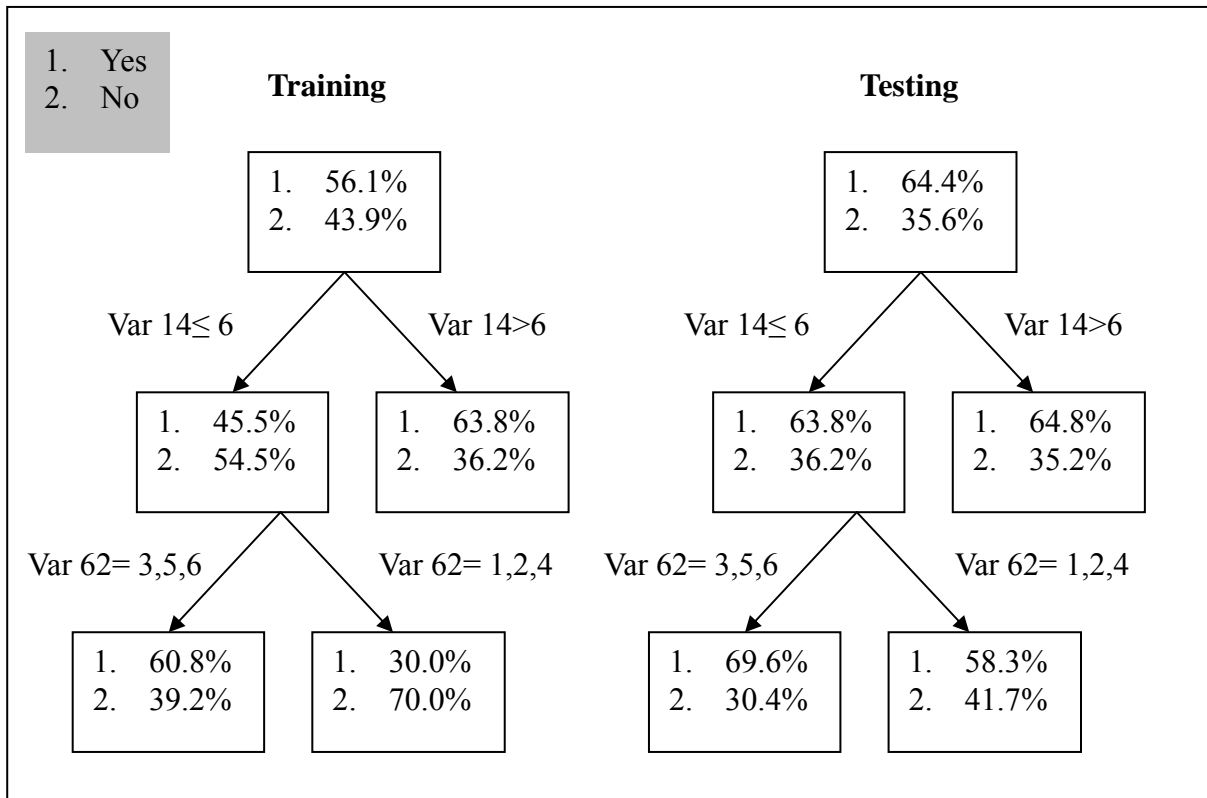 1. Yes
2. No
Training
Testing
1. 56.1%
2. 43.9%
1. 64.4%
2. 35.6%
Var 14≤ 6
Var 14>6
Var 14≤ 6
Var 14>6
1. 45.5%
2. 54.5%
1. 63.8%
2. 36.2%
1. 63.8%
2. 36.2%
1. 64.8%
2. 35.2%
Var 62= 3,5,6
Var 62= 1,2,4
Var 62= 3,5,6
Var 62= 1,2,4
1. 60.8%
2. 39.2%
1. 30.0%
2. 70.0%
1. 69.6%
2. 30.4%
1. 58.3%
2. 41.7%